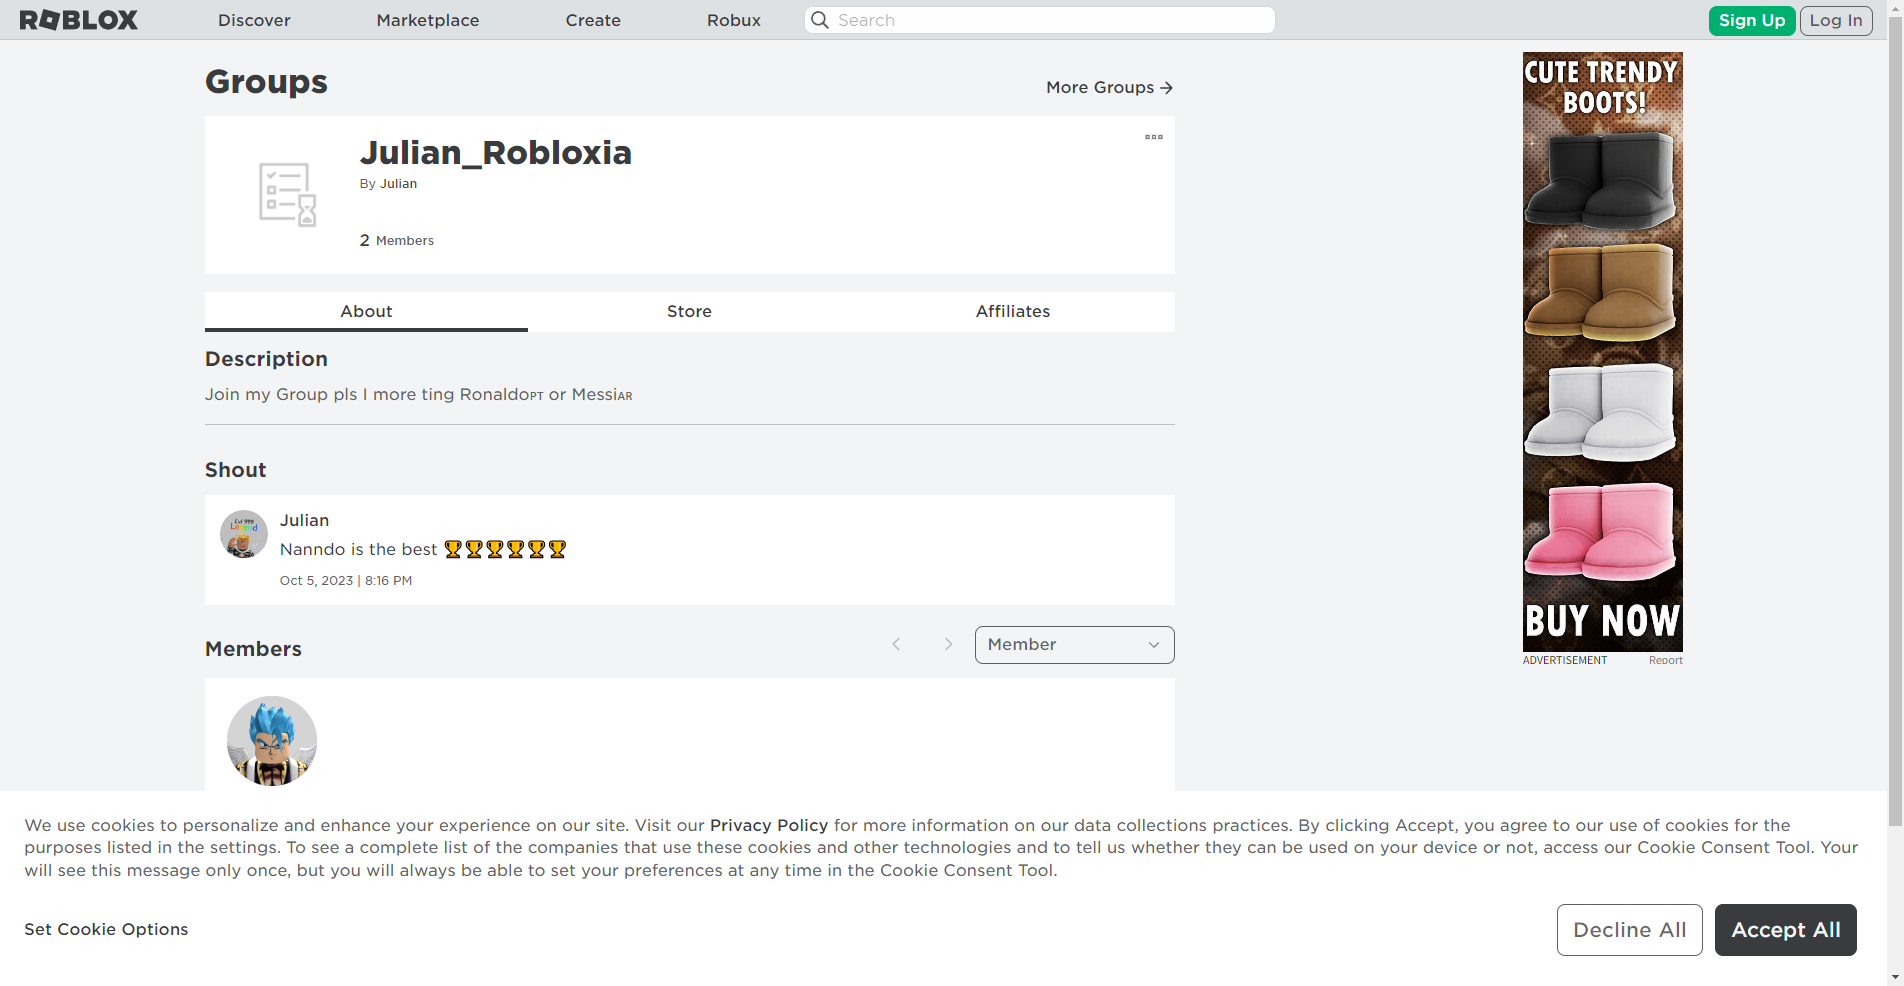 ROBLOX
Discover
Marketplace
Create
Robux
Search
Sign Up
Log In
Groups
More Groups
Julian_Robloxia
By Julian
2 Members
About
Store
Affiliates
Description
Join my Group pls I more ting RonaldoPT or MessiAR
Shout
Julian
Nanndo is the best 🏆🏆🏆🏆🏆🏆
Oct 5, 2023 | 8:16 PM
Members
Member
CUTE TRENDY
BOOTS!
BUY NOW
ADVERTISEMENT
Report
We use cookies to personalize and enhance your experience on our site. Visit our Privacy Policy for more information on our data collections practices. By clicking Accept, you agree to our use of cookies for the
purposes listed in the settings. To see a complete list of the companies that use these cookies and other technologies and to tell us whether they can be used on your device or not, access our Cookie Consent Tool. Your
will see this message only once, but you will always be able to set your preferences at any time in the Cookie Consent Tool.
Set Cookie Options
Decline All
Accept All